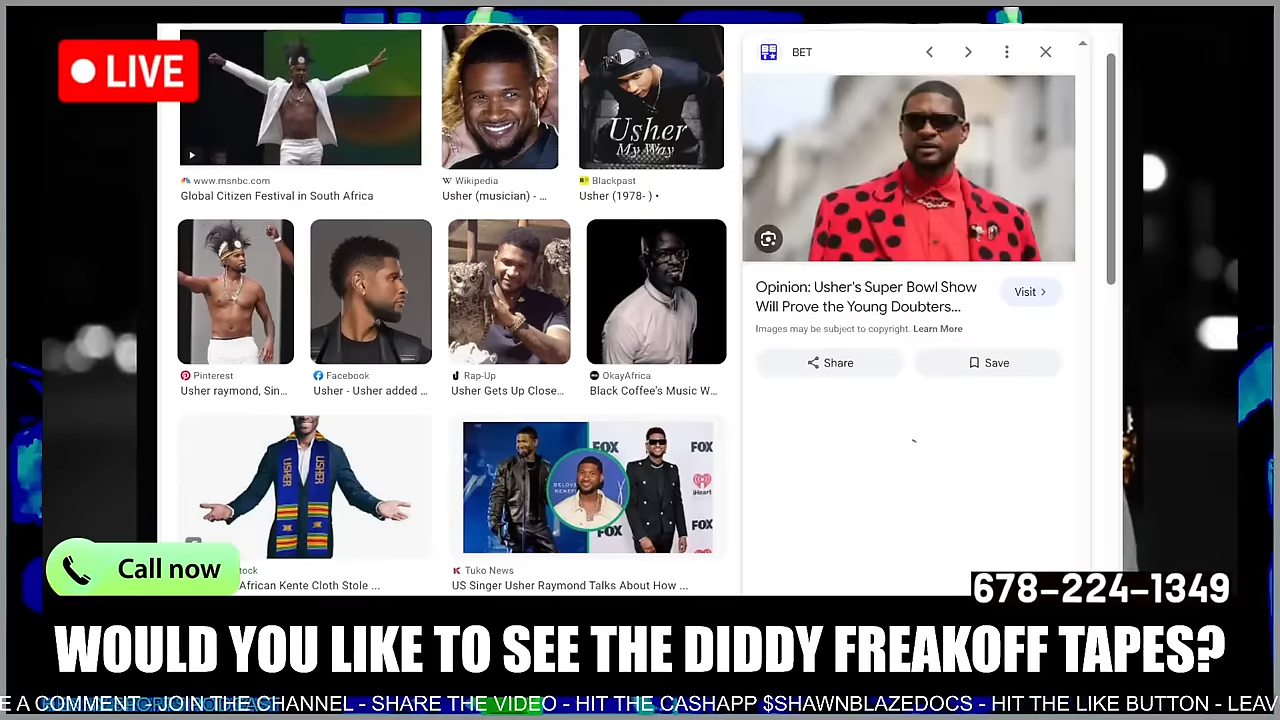 LIVE
BET
Usher
My Way
www.msnbc.com
Wikipedia
Blackpast
Global Citizen Festival in South Africa
Usher (musician) - ...
Usher (1978- ) •
Opinion: Usher's Super Bowl Show
Will Prove the Young Doubters...
Visit
Images may be subject to copyright. Learn More
Share
Save
Pinterest
Facebook
Rap-Up
OkayAfrica
Usher raymond, Sin...
Usher - Usher added ...
Usher Gets Up Close...
Black Coffee's Music W...
USHER
USHER
FOX
FOX
iHeart
FOX
FOX
Call now
tock
Tuko News
African Kente Cloth Stole ...
US Singer Usher Raymond Talks About How ...
678-224-1349
WOULD YOU LIKE TO SEE THE DIDDY FREAKOFF TAPES?
E A COMMENT - JOIN THE CHANNEL - SHARE THE VIDEO - HIT THE CASHAPP $SHAWNBLAZEDOCS - HIT THE LIKE BUTTON - LEAV